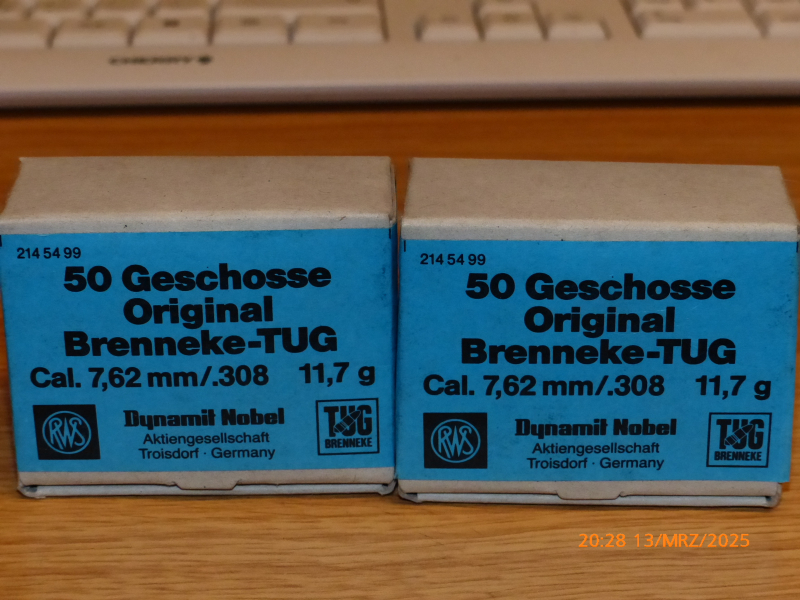 214 54 99
50 Geschosse
Original
Brenneke-TUG
Cal. 7,62 mm/.308 11,7 g
RWS
Dynamit Nobel
Aktiengesellschaft
Troisdorf · Germany
TUG
BRENNEKE
214 54 99
50 Geschosse
Original
Brenneke-TUG
Cal. 7,62 mm/.308 11,7 g
RWS
Dynamit Nobel
Aktiengesellschaft
Troisdorf · Germany
TUG
BRENNEKE
20:28 13/MRZ/2025